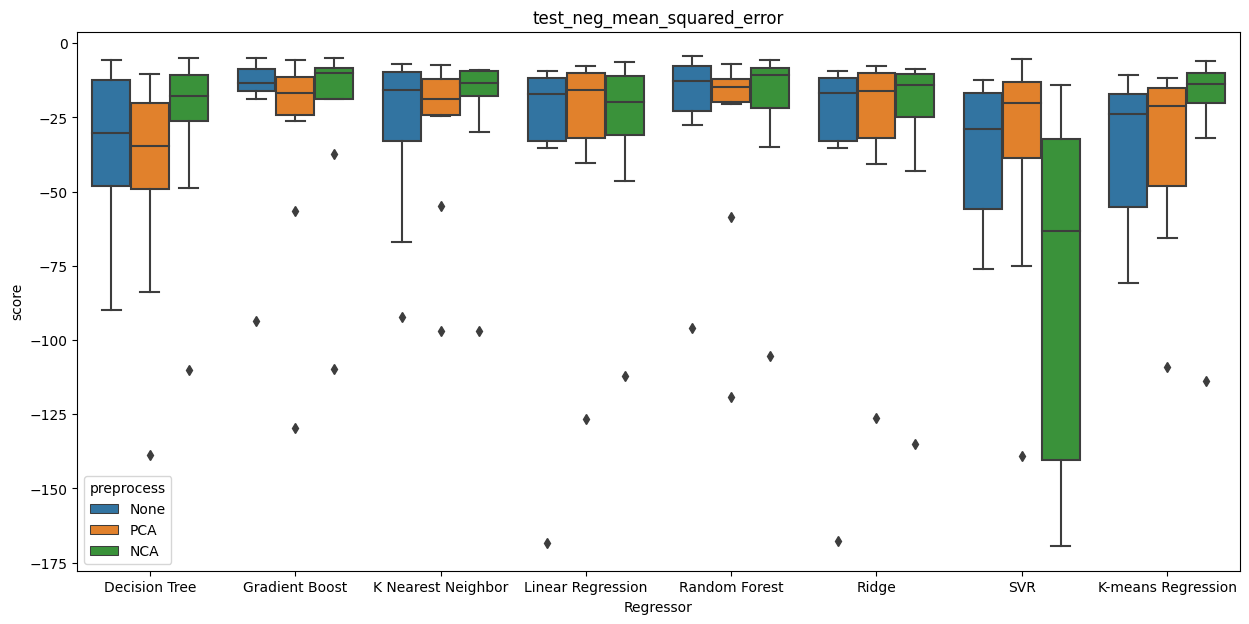 test_neg_mean_squared_error
0
−25
−50
−75
−100
−125
−150
−175
score
preprocess
None
PCA
NCA
Decision Tree
Gradient Boost
K Nearest Neighbor
Linear Regression
Random Forest
Ridge
SVR
K-means Regression
Regressor